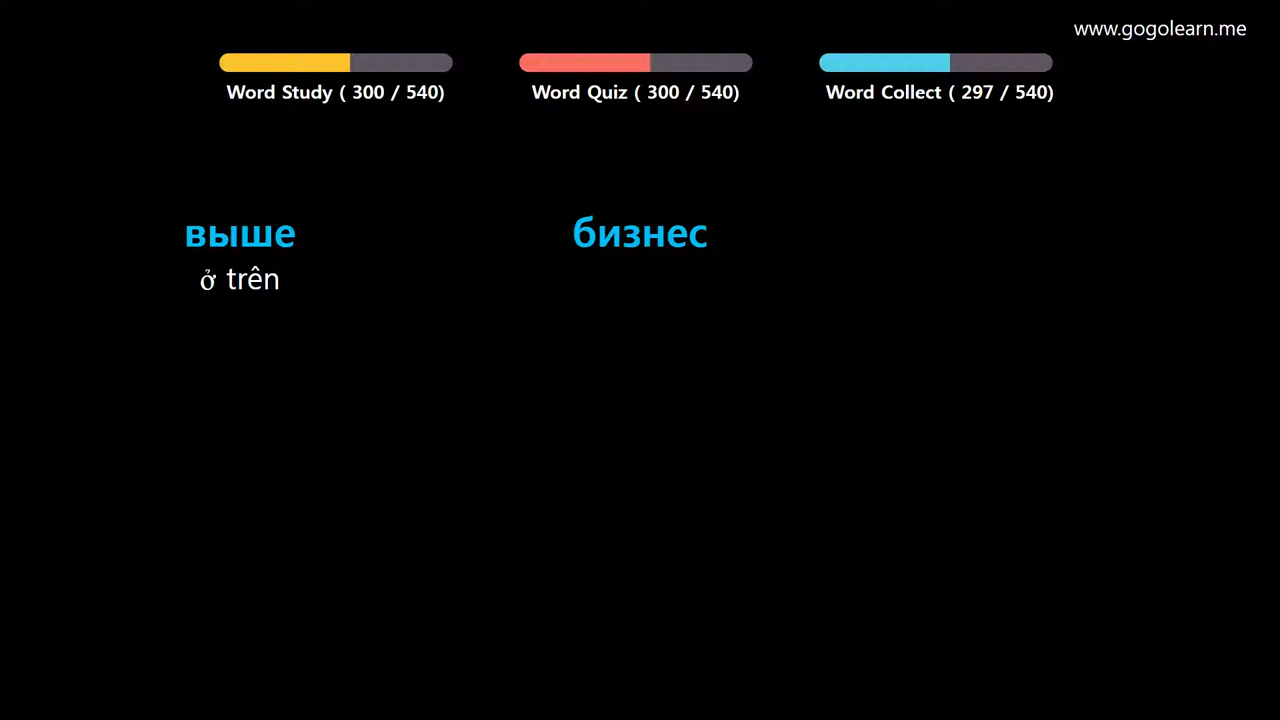 www.gogolearn.me
Word Study ( 300 / 540)
Word Quiz ( 300 / 540)
Word Collect ( 297 / 540)
выше
ở trên
бизнес